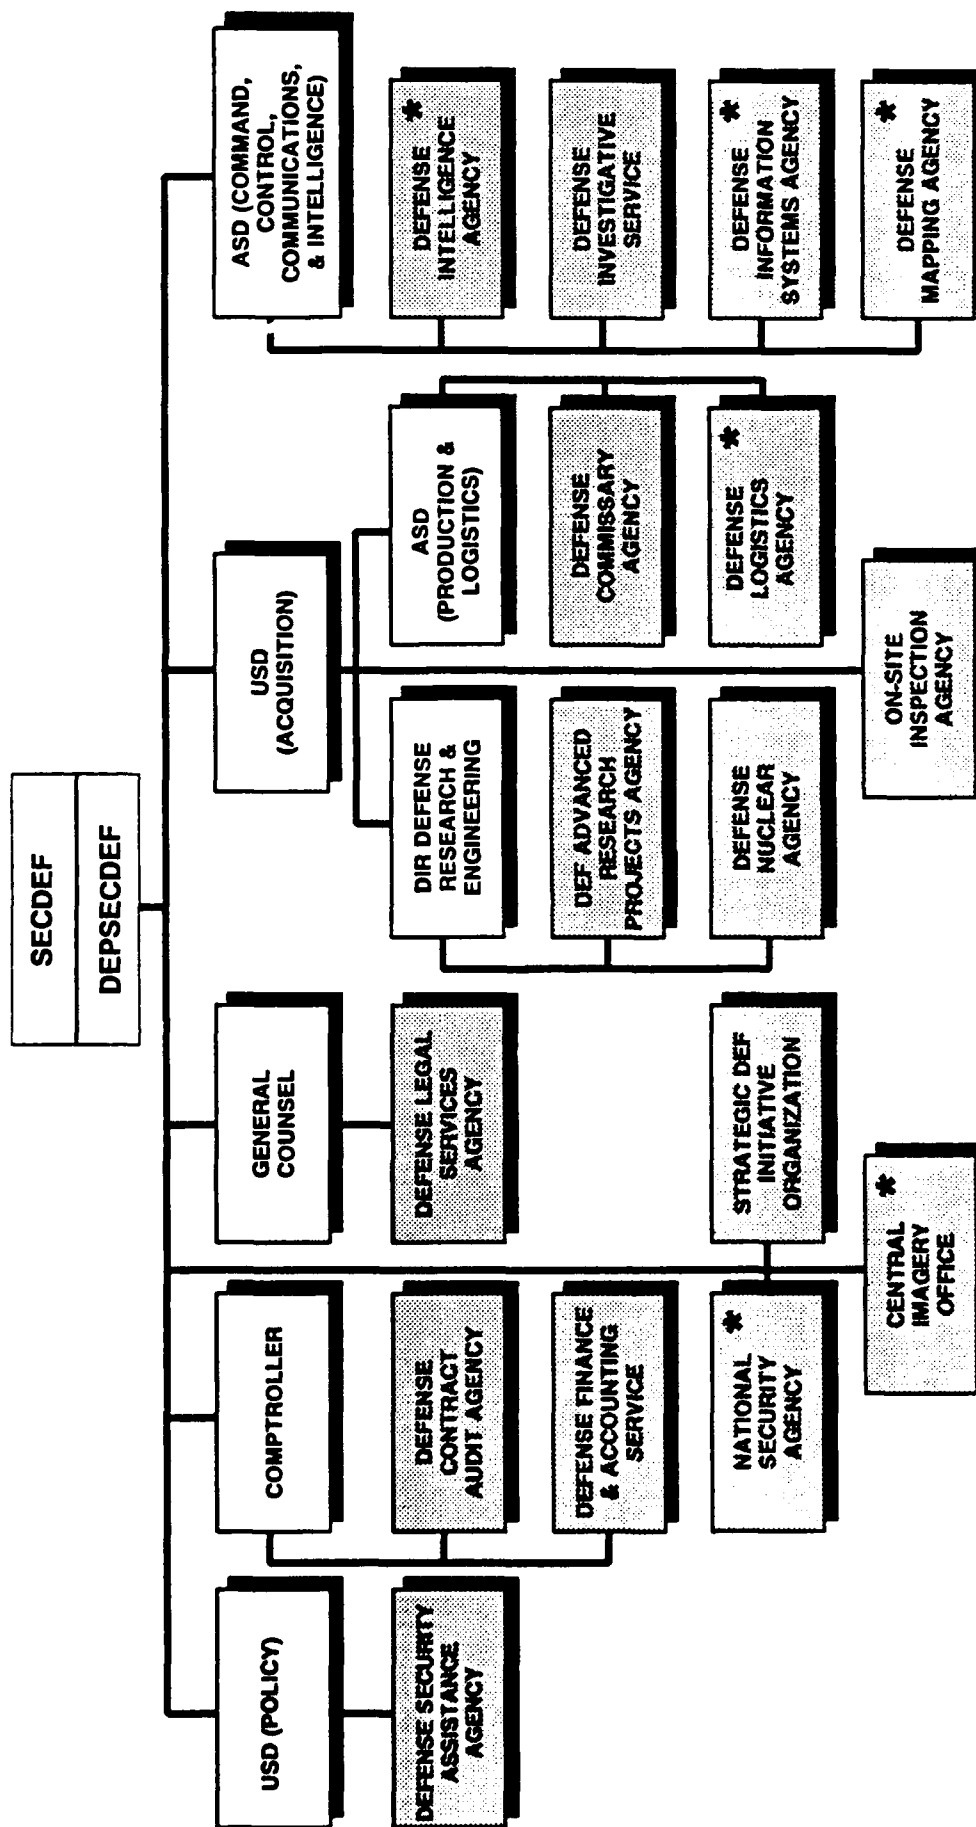 SECDEF
DEPSECDEF
USD (POLICY)
DEFENSE SECURITY
ASSISTANCE
AGENCY
COMPTROLLER
DEFENSE
CONTRACT
AUDIT AGENCY
DEFENSE FINANCE
& ACCOUNTING
SERVICE
GENERAL
COUNSEL
DEFENSE LEGAL
SERVICES
AGENCY
NATIONAL *
SECURITY
AGENCY
STRATEGIC DEF
INITIATIVE
ORGANIZATION
CENTRAL *
IMAGERY
OFFICE
USD
(ACQUISITION)
DIR DEFENSE
RESEARCH &
ENGINEERING
DEF ADVANCED
RESEARCH
PROJECTS AGENCY
DEFENSE
NUCLEAR
AGENCY
ASD
(PRODUCTION &
LOGISTICS)
DEFENSE
COMMISSARY
AGENCY
DEFENSE *
LOGISTICS
AGENCY
ON-SITE
INSPECTION
AGENCY
ASD (COMMAND,
CONTROL,
COMMUNICATIONS,
& INTELLIGENCE)
DEFENSE *
INTELLIGENCE
AGENCY
DEFENSE
INVESTIGATIVE
SERVICE
DEFENSE *
INFORMATION
SYSTEMS AGENCY
DEFENSE *
MAPPING AGENCY